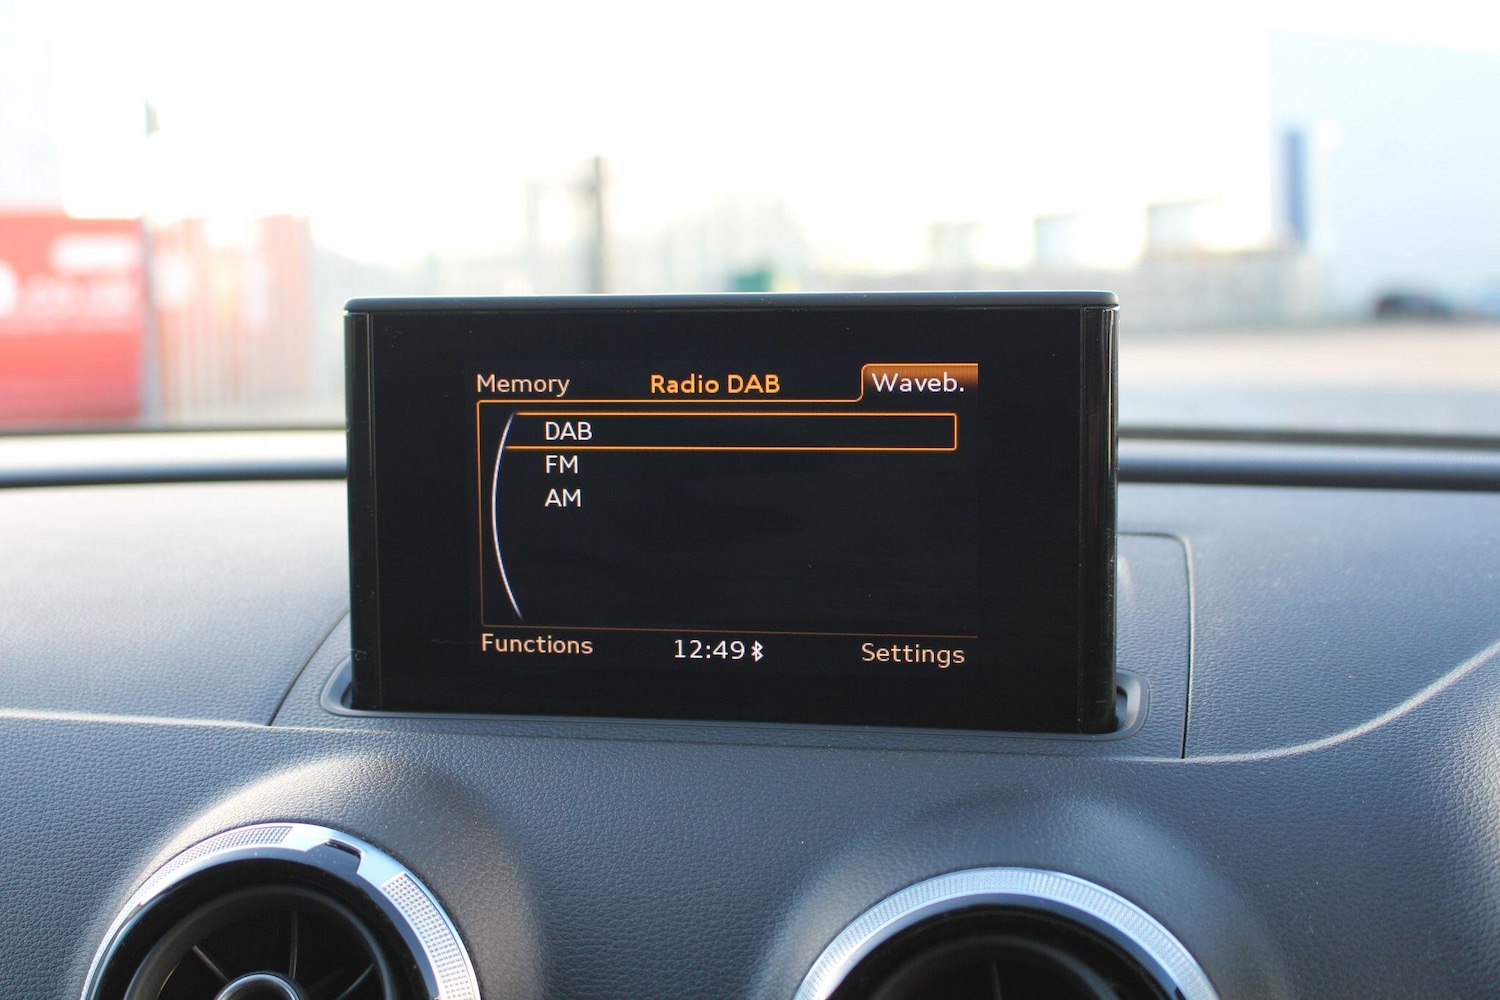 Memory Radio DAB Waveb.
DAB
FM
AM
Functions 12:49 Settings